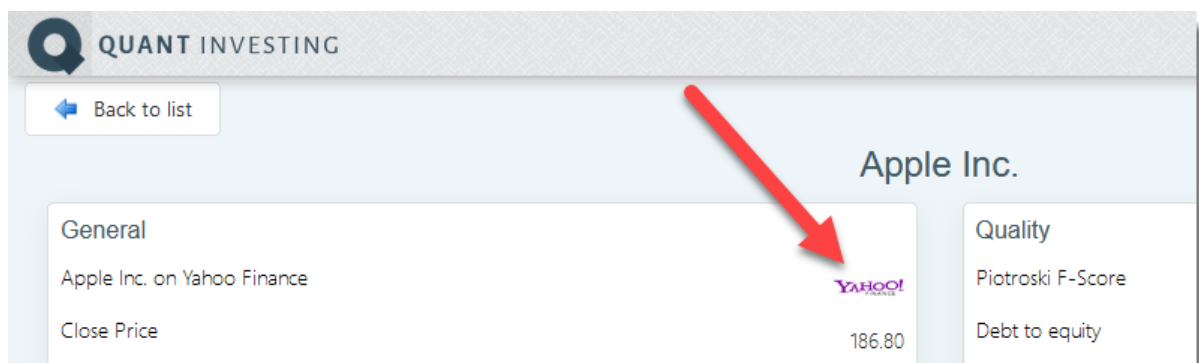 QUANT INVESTING
Back to list
Apple Inc.
General
Apple Inc. on Yahoo Finance
YAHOO!
FINANCE
Close Price
186.80
Quality
Piotroski F-Score
Debt to equity